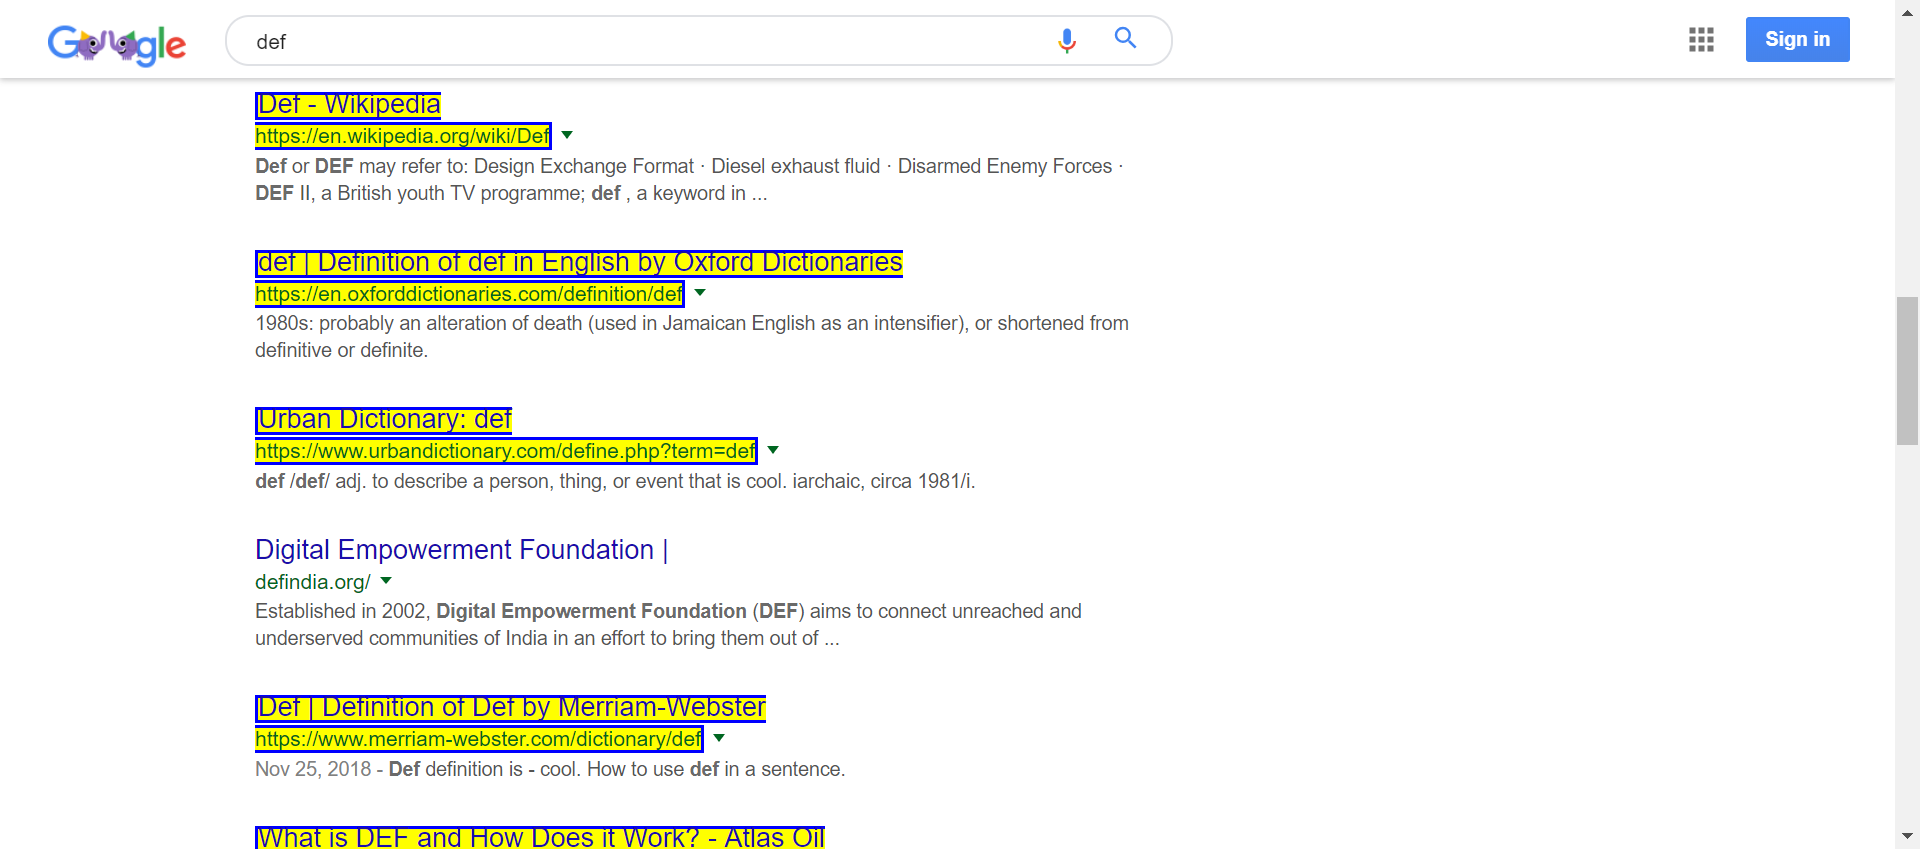 Google
def
Sign in
Def - Wikipedia
https://en.wikipedia.org/wiki/Def
Def or DEF may refer to: Design Exchange Format · Diesel exhaust fluid · Disarmed Enemy Forces ·
DEF II, a British youth TV programme; def , a keyword in ...
def | Definition of def in English by Oxford Dictionaries
https://en.oxforddictionaries.com/definition/def
1980s: probably an alteration of death (used in Jamaican English as an intensifier), or shortened from
definitive or definite.
Urban Dictionary: def
https://www.urbandictionary.com/define.php?term=def
def /def/ adj. to describe a person, thing, or event that is cool. iarchaic, circa 1981/i.
Digital Empowerment Foundation |
defindia.org/
Established in 2002, Digital Empowerment Foundation (DEF) aims to connect unreached and
underserved communities of India in an effort to bring them out of ...
Def | Definition of Def by Merriam-Webster
https://www.merriam-webster.com/dictionary/def
Nov 25, 2018 - Def definition is - cool. How to use def in a sentence.
What is DEF and How Does it Work? - Atlas Oil